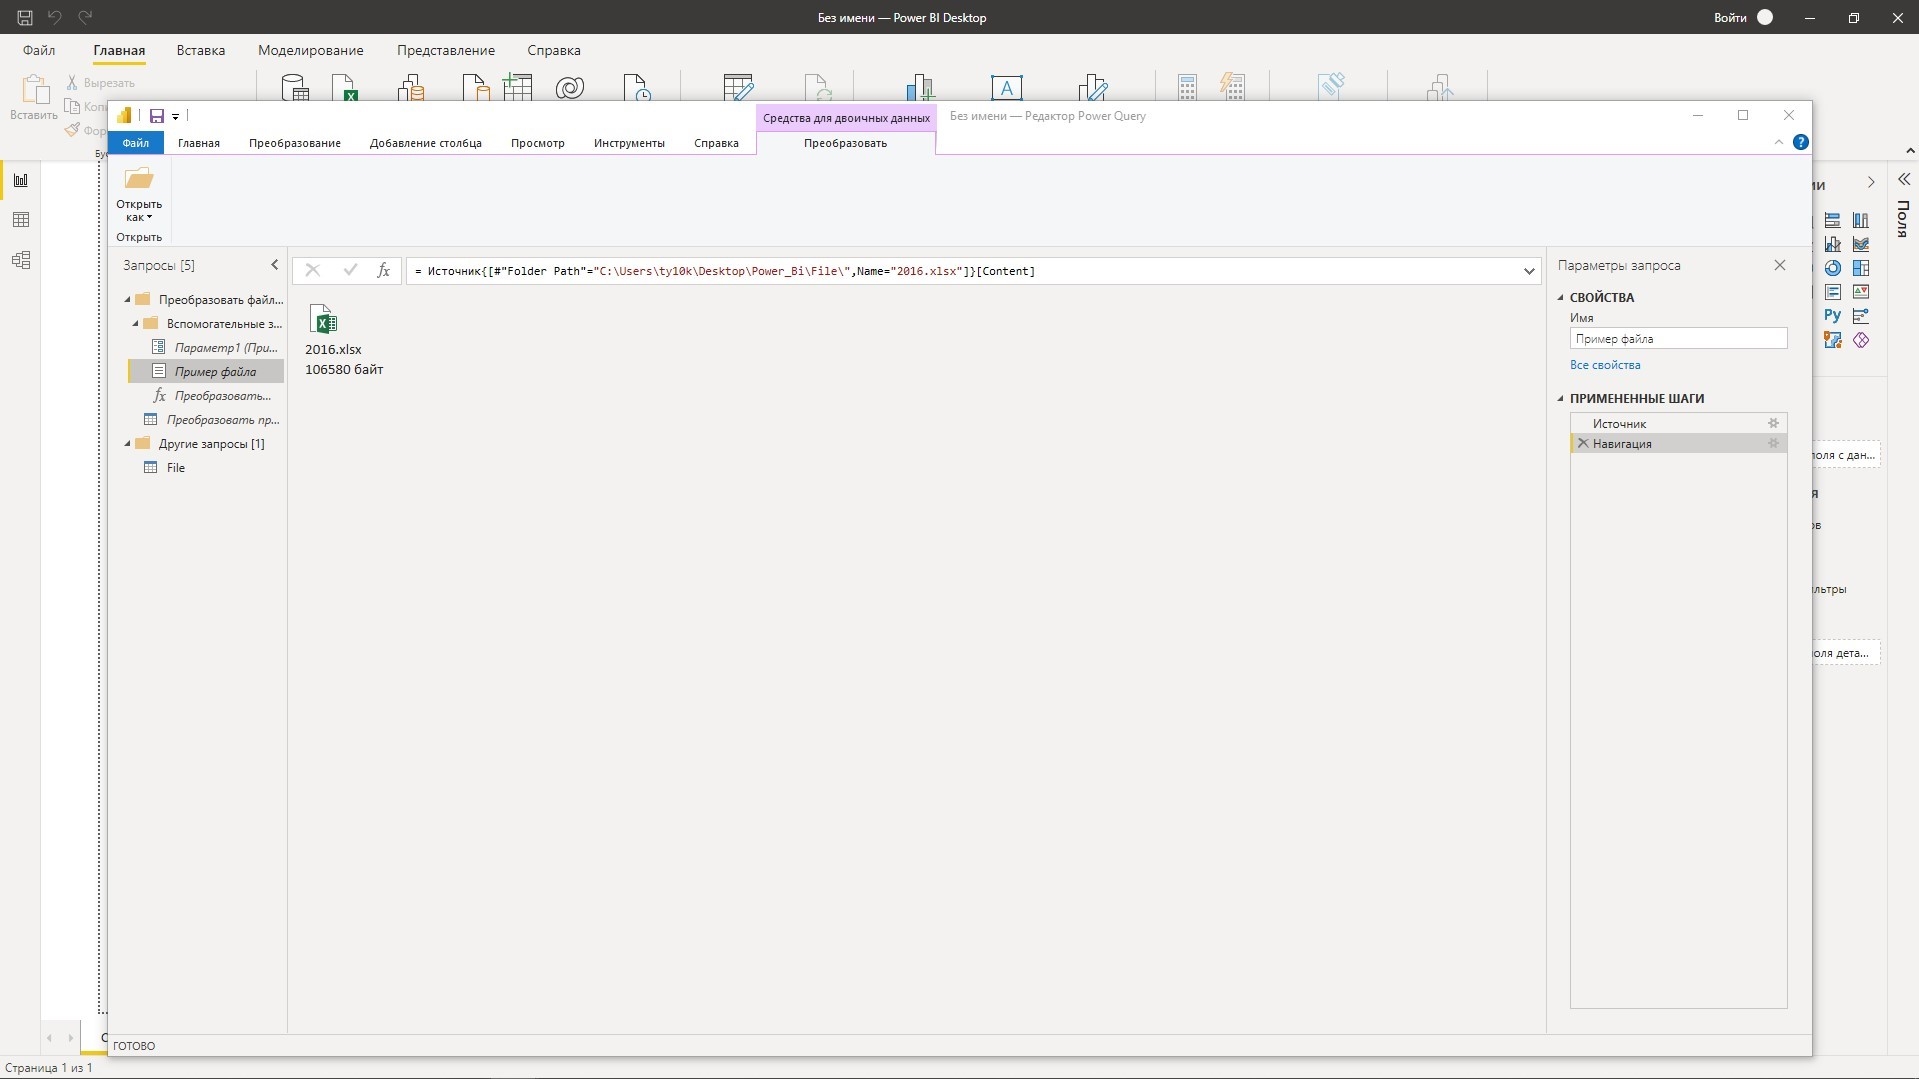 Без имени — Power BI Desktop
Войти
Файл
Главная
Вставка
Моделирование
Представление
Справка
Вставить
Вырезать
Средства для двоичных данных
Без имени — Редактор Power Query
Файл
Главная
Преобразование
Добавление столбца
Просмотр
Инструменты
Справка
Преобразовать
Открыть
как
Открыть
Запросы [5]
= Источник{[#"Folder Path"="C:\Users\ty10k\Desktop\Power_Bi\File\",Name="2016.xlsx"]}[Content]
Преобразовать файл...
Вспомогательные з...
Параметр1 (При...
Пример файла
Преобразовать...
Преобразовать пр...
Другие запросы [1]
File
2016.xlsx
106580 байт
Параметры запроса
СВОЙСТВА
Имя
Пример файла
Все свойства
ПРИМЕНЕННЫЕ ШАГИ
Источник
Навигация
Поля
Py
поля с дан...
ильтры
оля дета...
ГОТОВО
Страница 1 из 1